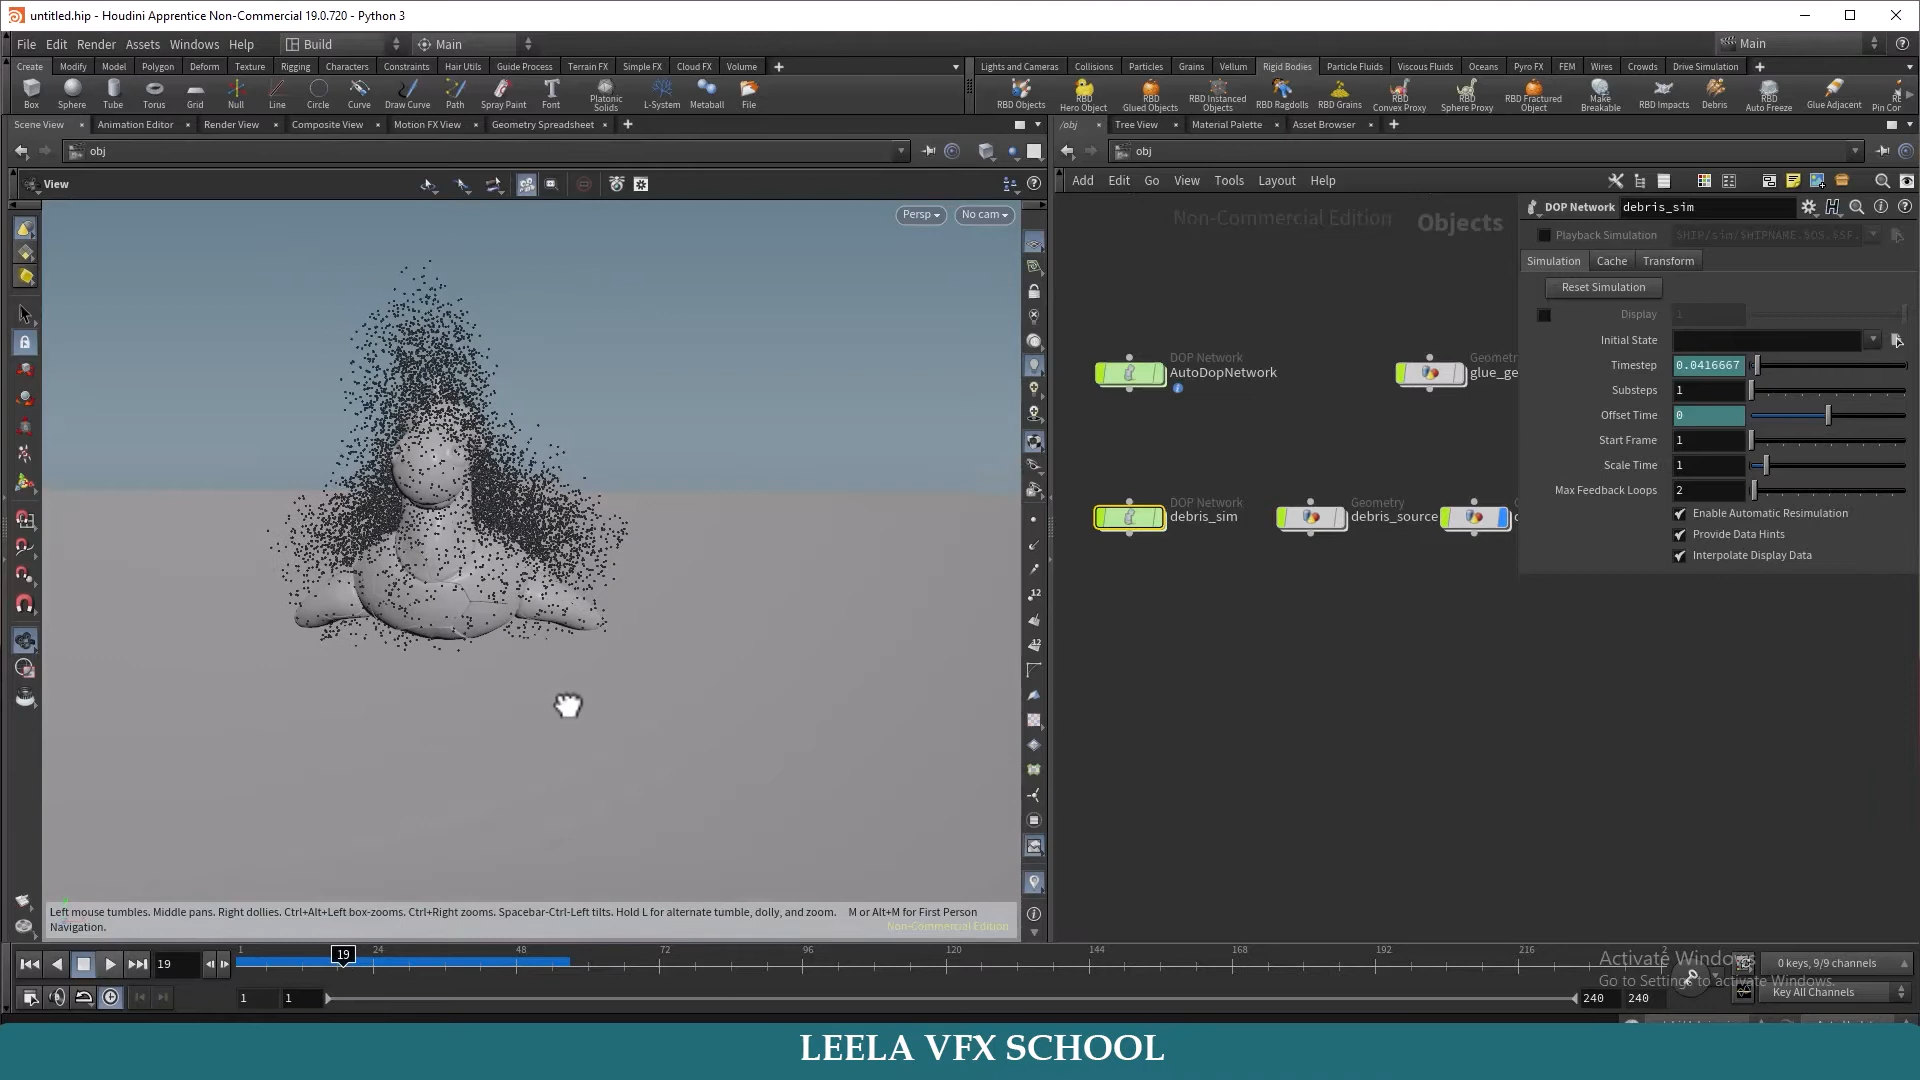 untitled.hip - Houdini Apprentice Non-Commercial 19.0.720 - Python 3
File Edit Render Assets Windows Help Build Main Main
Create Modify Model Polygon Deform Texture Rigging Characters Constraints Hair Utils Guide Process Terrain FX Simple FX Cloud FX Volume
Lights and Cameras Collisions Particles Grains Vellum Rigid Bodies Particle Fluids Viscous Fluids Oceans Pyro FX FEM Wires Crowds Drive Simulation
Box Sphere Tube Torus Grid Null Line Circle Curve Draw Curve Path Spray Paint Font Platonic Solids L-System Metaball File
RBD Objects RBD Hero Object RBD Glued Objects RBD Instanced Objects RBD Ragdolls RBD Grains RBD Convex Proxy RBD Sphere Proxy RBD Fractured Object Make Breakable RBD Impacts Debris RBD Auto Freeze Glue Adjacent Pin Cor
Scene View Animation Editor Render View Composite View Motion FX View Geometry Spreadsheet
/obj Tree View Material Palette Asset Browser
obj
obj
View
Add Edit Go View Tools Layout Help
Persp No cam
Non-Commercial Edition Objects
DOP Network debris_sim
Playback Simulation
Simulation Cache Transform
Reset Simulation
Display 1
Initial State
Timestep 0.0416667
Substeps 1
Offset Time 0
Start Frame 1
Scale Time 1
Max Feedback Loops 2
Enable Automatic Resimulation
Provide Data Hints
Interpolate Display Data
DOP Network
AutoDopNetwork
Geometry
glue_ge
DOP Network
debris_sim
Geometry
debris_source
12
12
Left mouse tumbles. Middle pans. Right dollies. Ctrl+Alt+Left box-zooms. Ctrl+Right zooms. Spacebar-Ctrl-Left tilts. Hold L for alternate tumble, dolly, and zoom. M or Alt+M for First Person
Navigation.
Non-Commercial Edition
1 24 48 72 96 120 144 168 192 216 2
19 19
Activate Windows
Go to Settings to activate Windows.
0 keys, 9/9 channels
Key All Channels
1 1 240 240
LEELA VFX SCHOOL